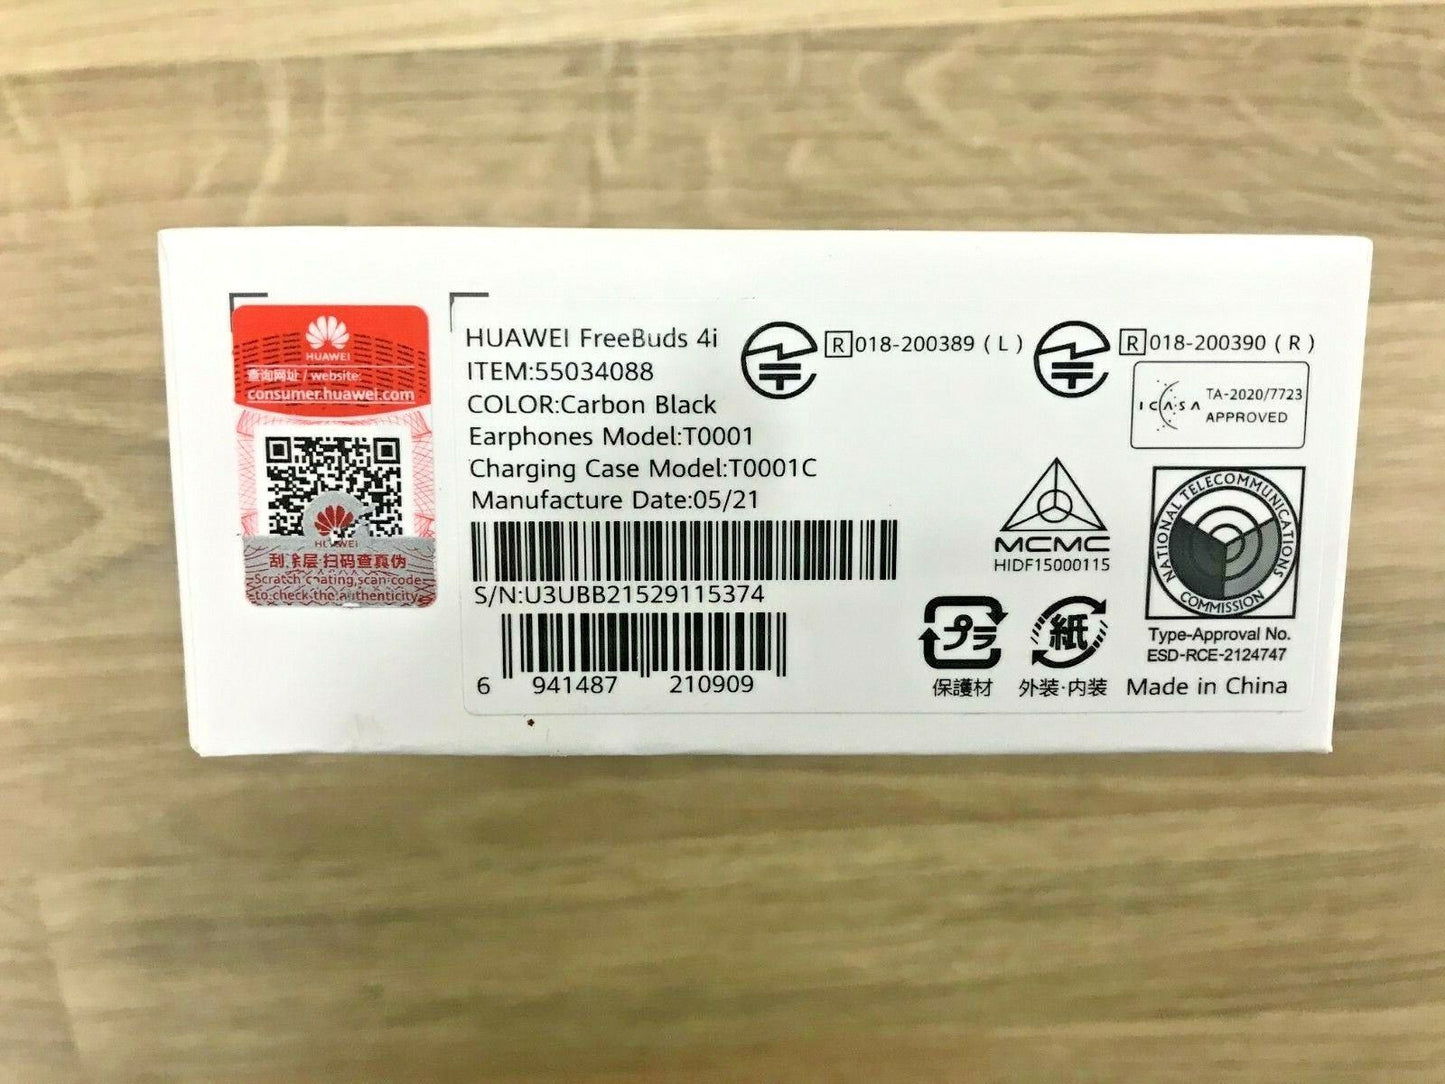 HUAWEI
查询网址 / website:
consumer.huawei.com
HUAWEI
刮涂层 扫码查真伪
Scratch coating,scan code
to check the authenticity
HUAWEI FreeBuds 4i
ITEM:55034088
COLOR:Carbon Black
Earphones Model:T0001
Charging Case Model:T0001C
Manufacture Date:05/21
S/N:U3UBB21529115374
6 941487 210909
R 018-200389 ( L )
R 018-200390 ( R )
ICASA
TA-2020/7723
APPROVED
MCMC
HIDF15000115
NATIONAL TELECOMMUNICATIONS
COMMISSION
Type-Approval No.
ESD-RCE-2124747
プラ
保護材
紙
外装·内装
Made in China